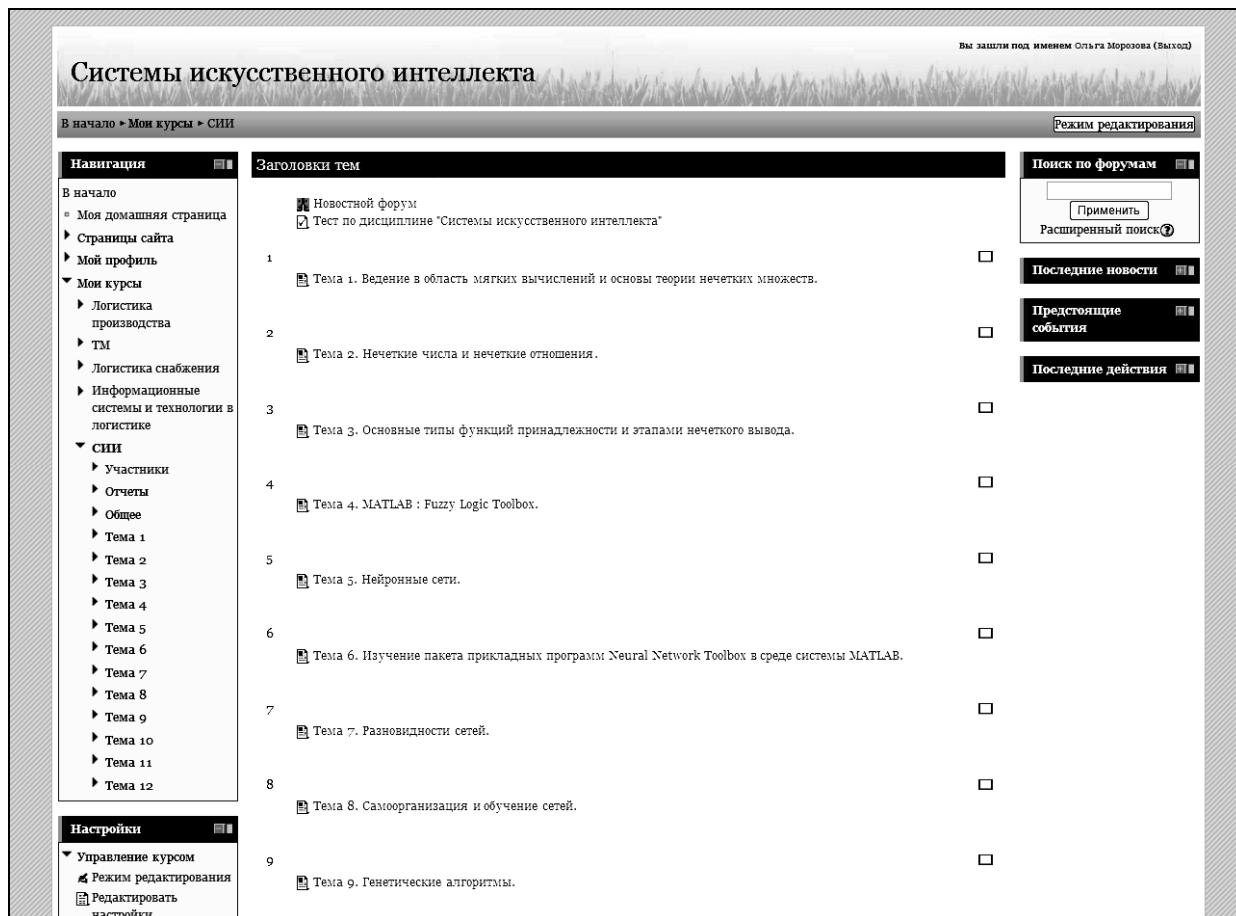 Вы зашли под именем Ольга Морозова (Выход)
Системы искусственного интеллекта
В начало ► Мои курсы ► СИИ
Режим редактирования
Навигация
В начало
Моя домашняя страница
Страницы сайта
Мой профиль
Мои курсы
Логистика
производства
ТМ
Логистика снабжения
Информационные
системы и технологии в
логистике
СИИ
Участники
Отчеты
Общее
Тема 1
Тема 2
Тема 3
Тема 4
Тема 5
Тема 6
Тема 7
Тема 8
Тема 9
Тема 10
Тема 11
Тема 12
Настройки
Управление курсом
Режим редактирования
Редактировать
настройки
Заголовки тем
Новостной форум
Тест по дисциплине "Системы искусственного интеллекта"
1
Тема 1. Ведение в область мягких вычислений и основы теории нечетких множеств.
2
Тема 2. Нечеткие числа и нечеткие отношения.
3
Тема 3. Основные типы функций принадлежности и этапами нечеткого вывода.
4
Тема 4. MATLAB : Fuzzy Logic Toolbox.
5
Тема 5. Нейронные сети.
6
Тема 6. Изучение пакета прикладных программ Neural Network Toolbox в среде системы MATLAB.
7
Тема 7. Разновидности сетей.
8
Тема 8. Самоорганизация и обучение сетей.
9
Тема 9. Генетические алгоритмы.
Поиск по форумам
Применить
Расширенный поиск
Последние новости
Предстоящие
события
Последние действия